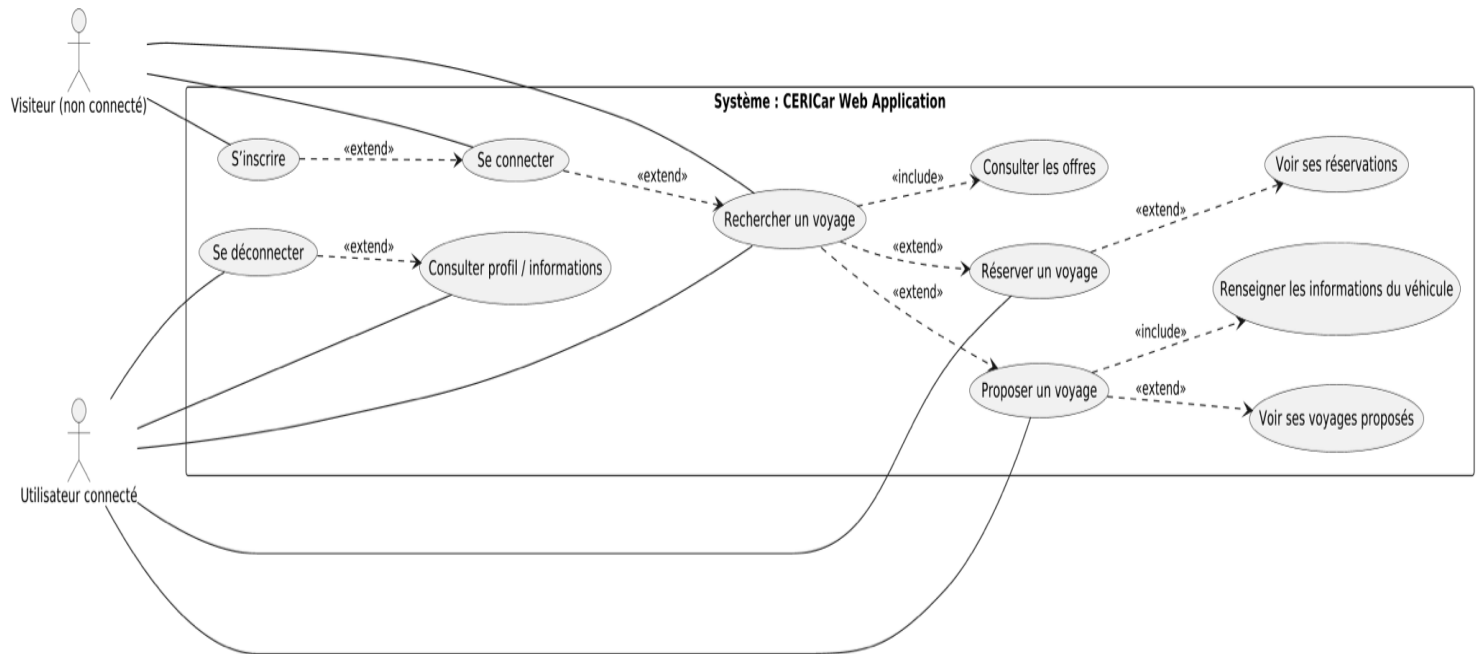 Visiteur (non connecté)
Système : CERICar Web Application
S'inscrire
«extend»
Se connecter
«extend»
Rechercher un voyage
«include»
Consulter les offres
«extend»
Réserver un voyage
«extend»
Voir ses réservations
«extend»
Proposer un voyage
«include»
Renseigner les informations du véhicule
«extend»
Voir ses voyages proposés
Se déconnecter
«extend»
Consulter profil / informations
Utilisateur connecté